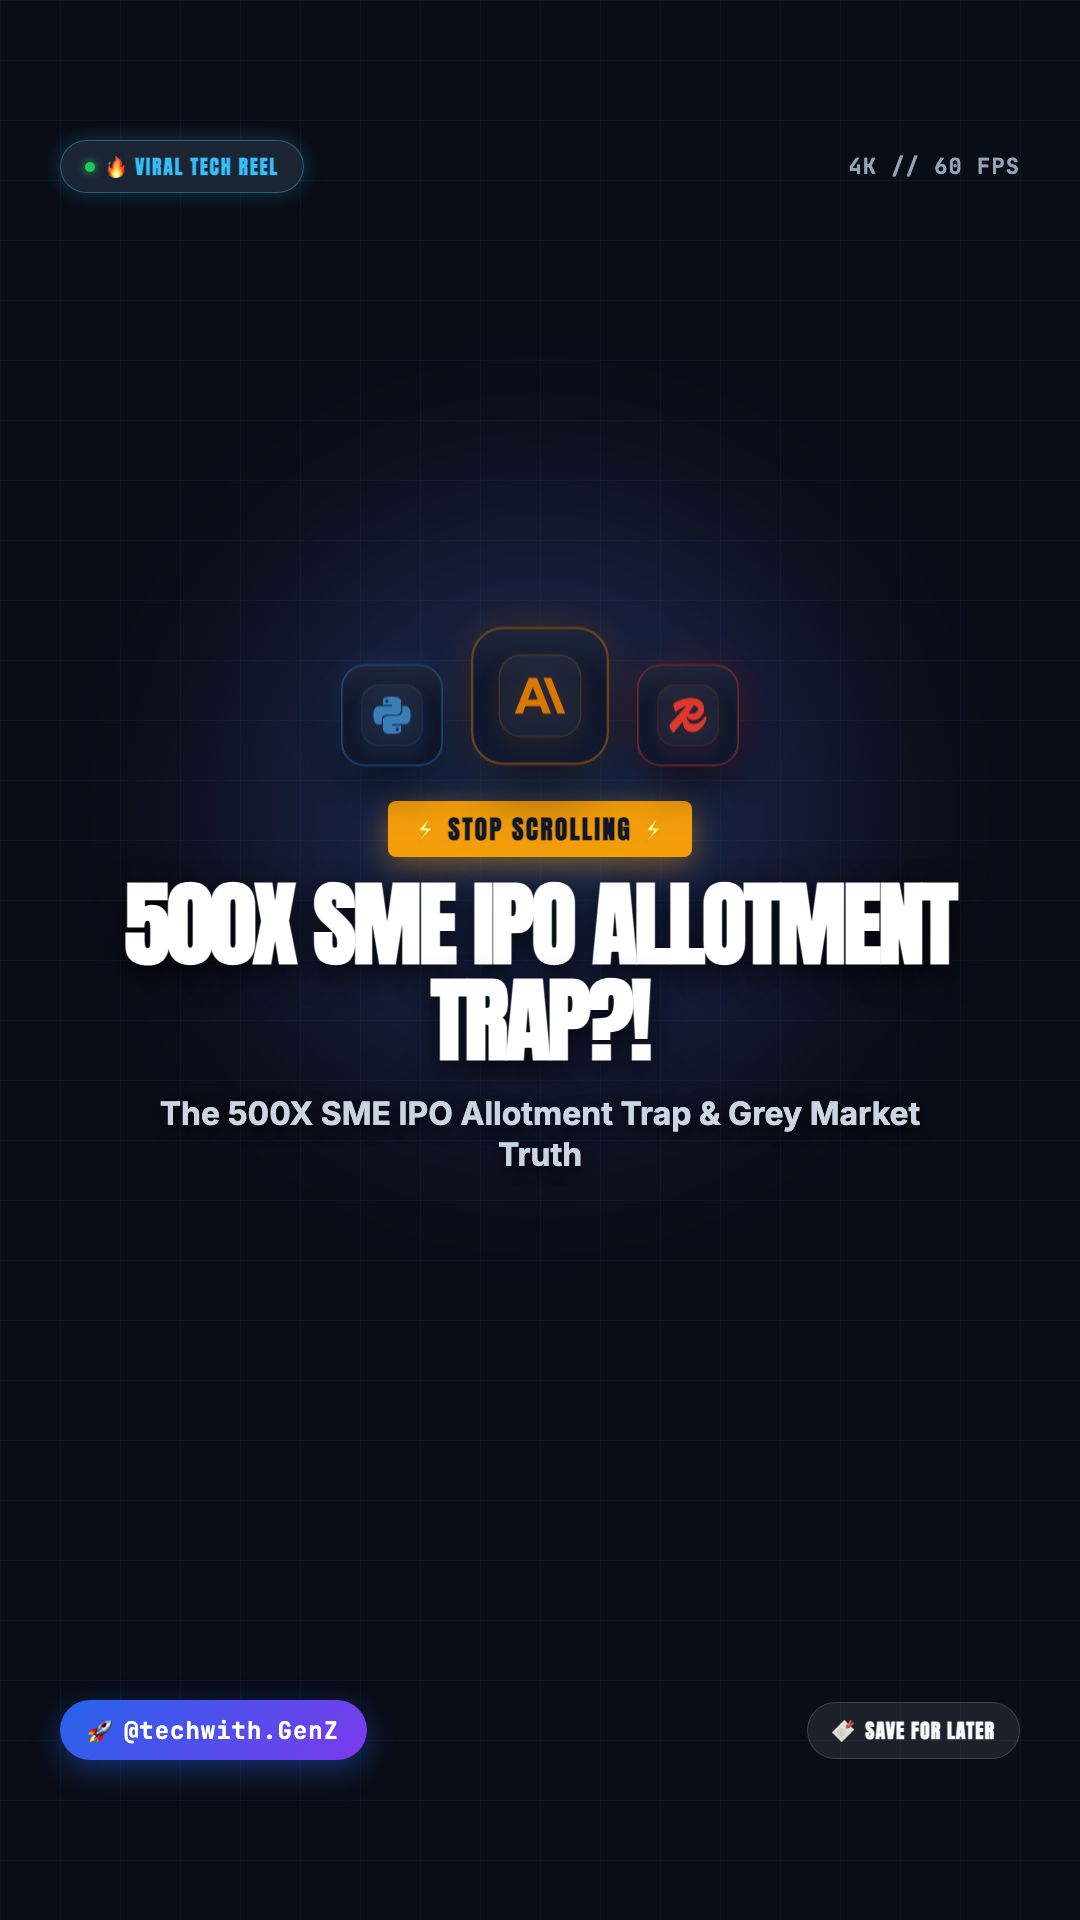 🔥 VIRAL TECH REEL
4K // 60 FPS
⚡ STOP SCROLLING ⚡
500X SME IPO ALLOTMENT
TRAP?!
The 500X SME IPO Allotment Trap & Grey Market
Truth
🚀 @techwith.GenZ
SAVE FOR LATER